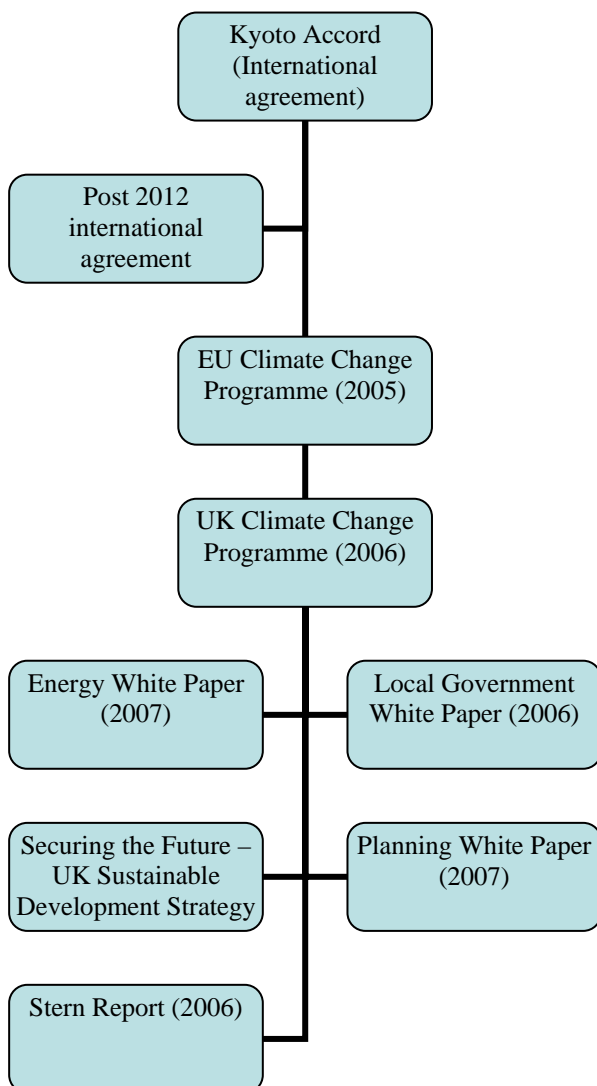 Kyoto Accord
(International
agreement)
Post 2012
international
agreement
EU Climate Change
Programme (2005)
UK Climate Change
Programme (2006)
Energy White Paper
(2007)
Local Government
White Paper (2006)
Securing the Future –
UK Sustainable
Development Strategy
Planning White Paper
(2007)
Stern Report (2006)